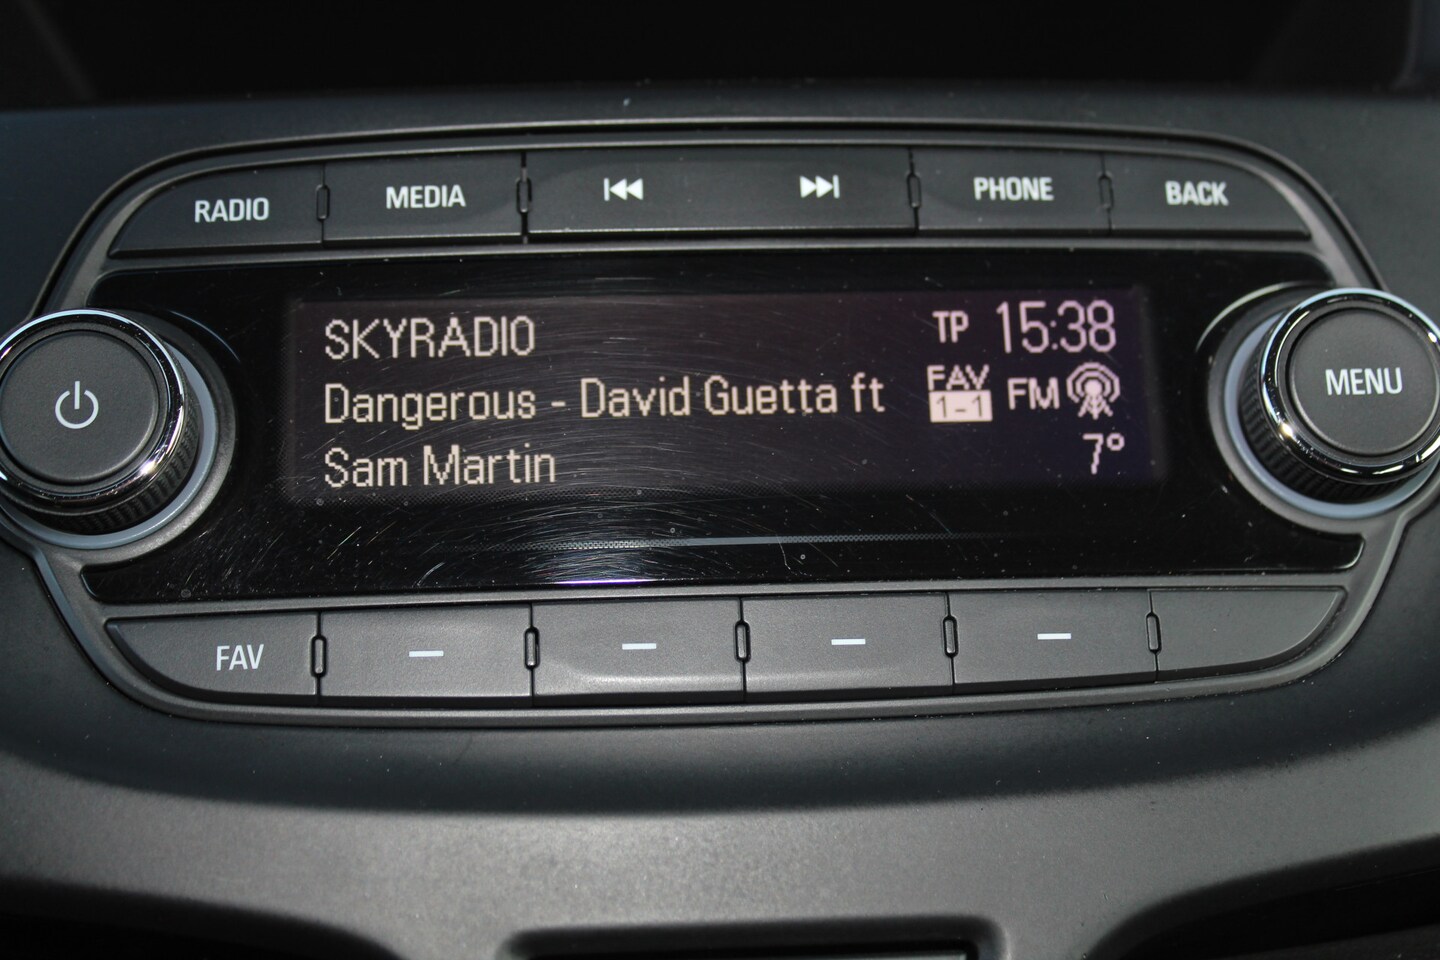 RADIO MEDIA PHONE BACK
SKYRADIO TP 15:38
Dangerous - David Guetta ft FAV 1-1 FM
Sam Martin 7°
MENU
FAV